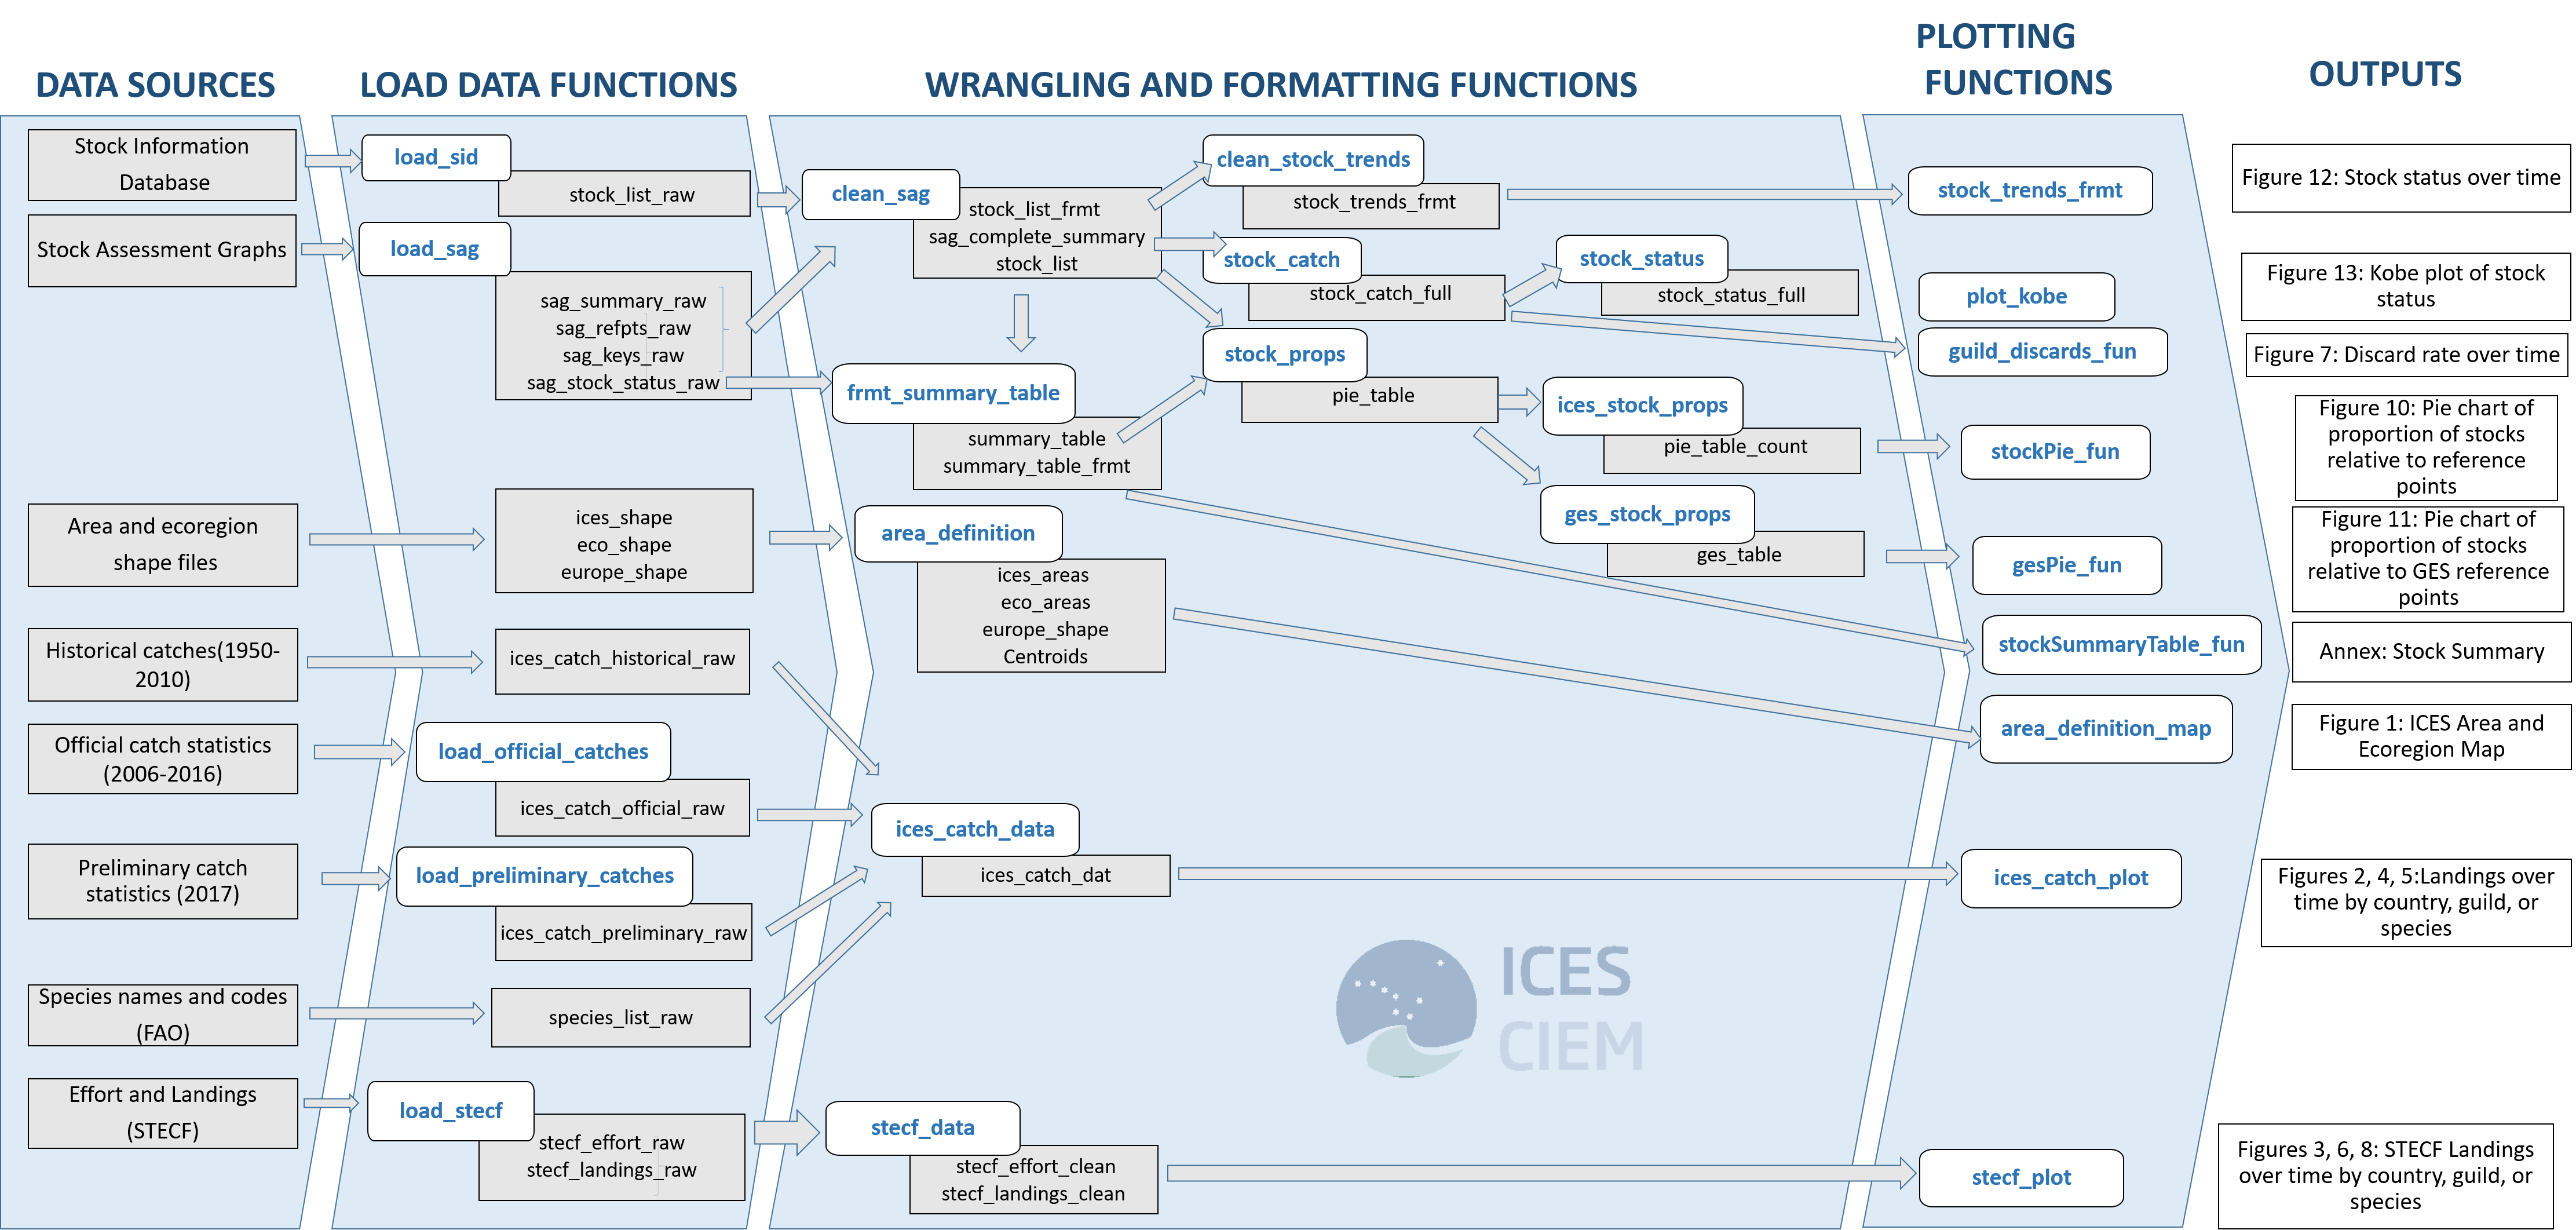 DATA SOURCES
LOAD DATA FUNCTIONS
WRANGLING AND FORMATTING FUNCTIONS
PLOTTING
FUNCTIONS
OUTPUTS
Stock Information
Database
Stock Assessment Graphs
Area and ecoregion
shape files
Historical catches(1950-
2010)
Official catch statistics
(2006-2016)
Preliminary catch
statistics (2017)
Species names and codes
(FAO)
Effort and Landings
(STECF)
load_sid
stock_list_raw
load_sag
sag_summary_raw
sag_refpts_raw
sag_keys_raw
sag_stock_status_raw
ices_shape
eco_shape
europe_shape
ices_catch_historical_raw
load_official_catches
ices_catch_official_raw
load_preliminary_catches
ices_catch_preliminary_raw
species_list_raw
load_stecf
stecf_effort_raw
stecf_landings_raw
clean_sag
stock_list_frmt
sag_complete_summary
stock_list
frmt_summary_table
summary_table
summary_table_frmt
area_definition
ices_areas
eco_areas
europe_shape
Centroids
ices_catch_data
ices_catch_dat
stecf_data
stecf_effort_clean
stecf_landings_clean
clean_stock_trends
stock_trends_frmt
stock_catch
stock_catch_full
stock_props
pie_table
stock_status
stock_status_full
ices_stock_props
pie_table_count
ges_stock_props
ges_table
ICES
CIEM
stock_trends_frmt
plot_kobe
guild_discards_fun
stockPie_fun
gesPie_fun
stockSummaryTable_fun
area_definition_map
ices_catch_plot
stecf_plot
Figure 12: Stock status over time
Figure 13: Kobe plot of stock
status
Figure 7: Discard rate over time
Figure 10: Pie chart of
proportion of stocks
relative to reference
points
Figure 11: Pie chart of
proportion of stocks
relative to GES reference
points
Annex: Stock Summary
Figure 1: ICES Area and
Ecoregion Map
Figures 2, 4, 5:Landings over
time by country, guild, or
species
Figures 3, 6, 8: STECF Landings
over time by country, guild, or
species